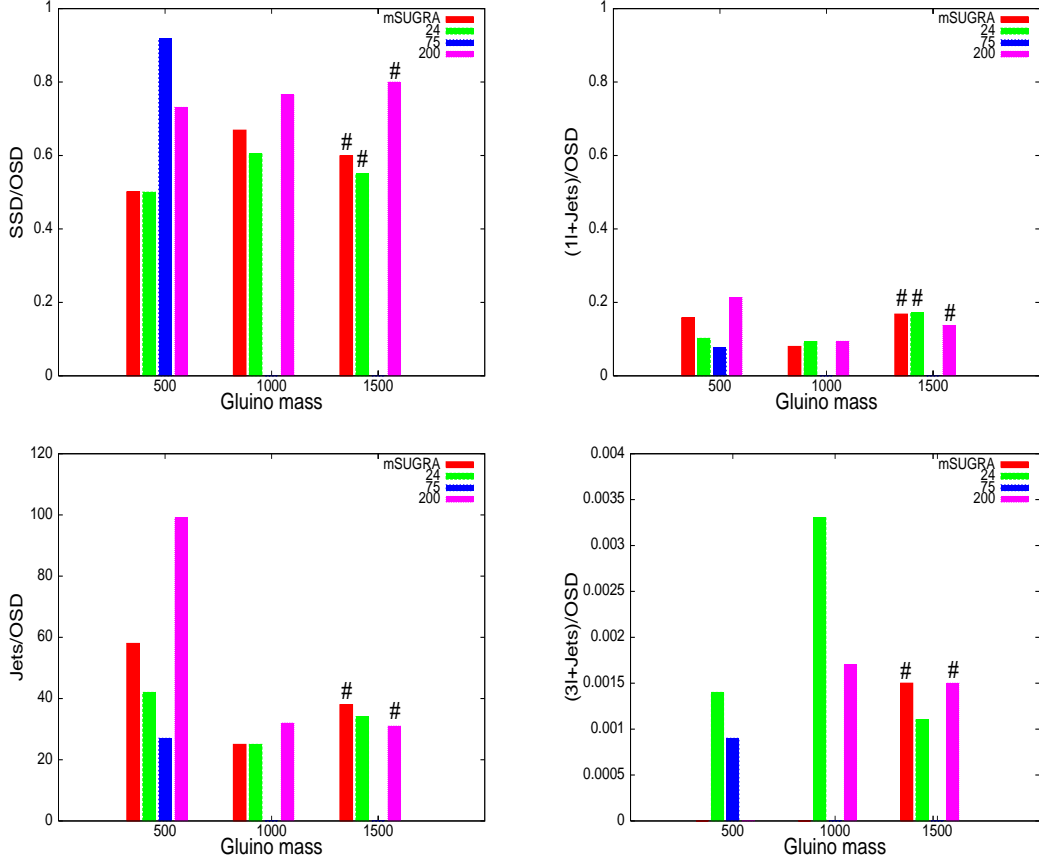 mSUGRA
24
75
200
1
0.8
0.6
0.4
0.2
0
SSD/OSD
# # #
500 1000 1500
Gluino mass
mSUGRA
24
75
200
1
0.8
0.6
0.4
0.2
0
(1l+Jets)/OSD
# # #
500 1000 1500
Gluino mass
mSUGRA
24
75
200
120
100
80
60
40
20
0
Jets/OSD
# #
500 1000 1500
Gluino mass
mSUGRA
24
75
200
0.004
0.0035
0.003
0.0025
0.002
0.0015
0.001
0.0005
0
(3l+Jets)/OSD
# #
500 1000 1500
Gluino mass